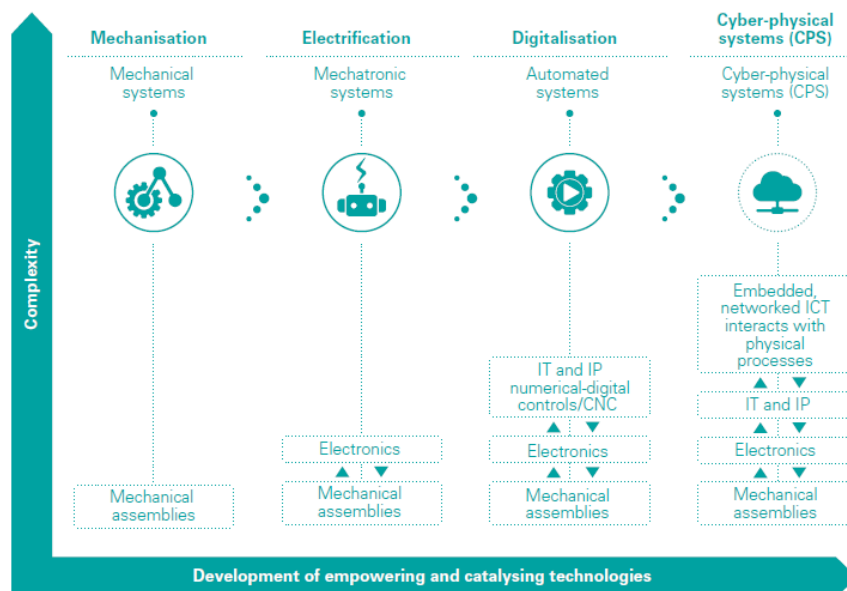 Complexity
Mechanisation
Mechanical
systems
Mechanical
assemblies
Electrification
Mechatronic
systems
Electronics
Mechanical
assemblies
Digitalisation
Automated
systems
IT and IP
numerical-digital
controls/CNC
Electronics
Mechanical
assemblies
Cyber-physical
systems (CPS)
Cyber-physical
systems (CPS)
Embedded,
networked ICT
interacts with
physical
processes
IT and IP
Electronics
Mechanical
assemblies
Development of empowering and catalysing technologies